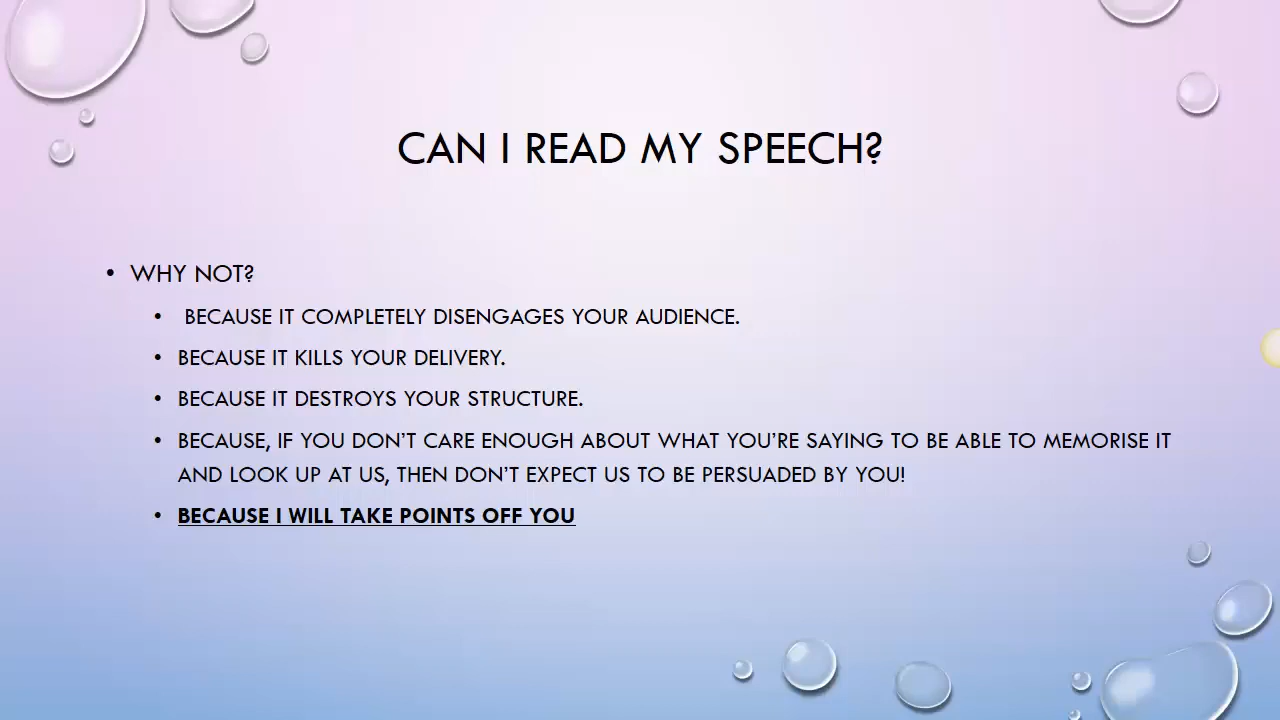 CAN I READ MY SPEECH?
• WHY NOT?
• BECAUSE IT COMPLETELY DISENGAGES YOUR AUDIENCE.
• BECAUSE IT KILLS YOUR DELIVERY.
• BECAUSE IT DESTROYS YOUR STRUCTURE.
• BECAUSE, IF YOU DON'T CARE ENOUGH ABOUT WHAT YOU'RE SAYING TO BE ABLE TO MEMORISE IT
AND LOOK UP AT US, THEN DON'T EXPECT US TO BE PERSUADED BY YOU!
• BECAUSE I WILL TAKE POINTS OFF YOU